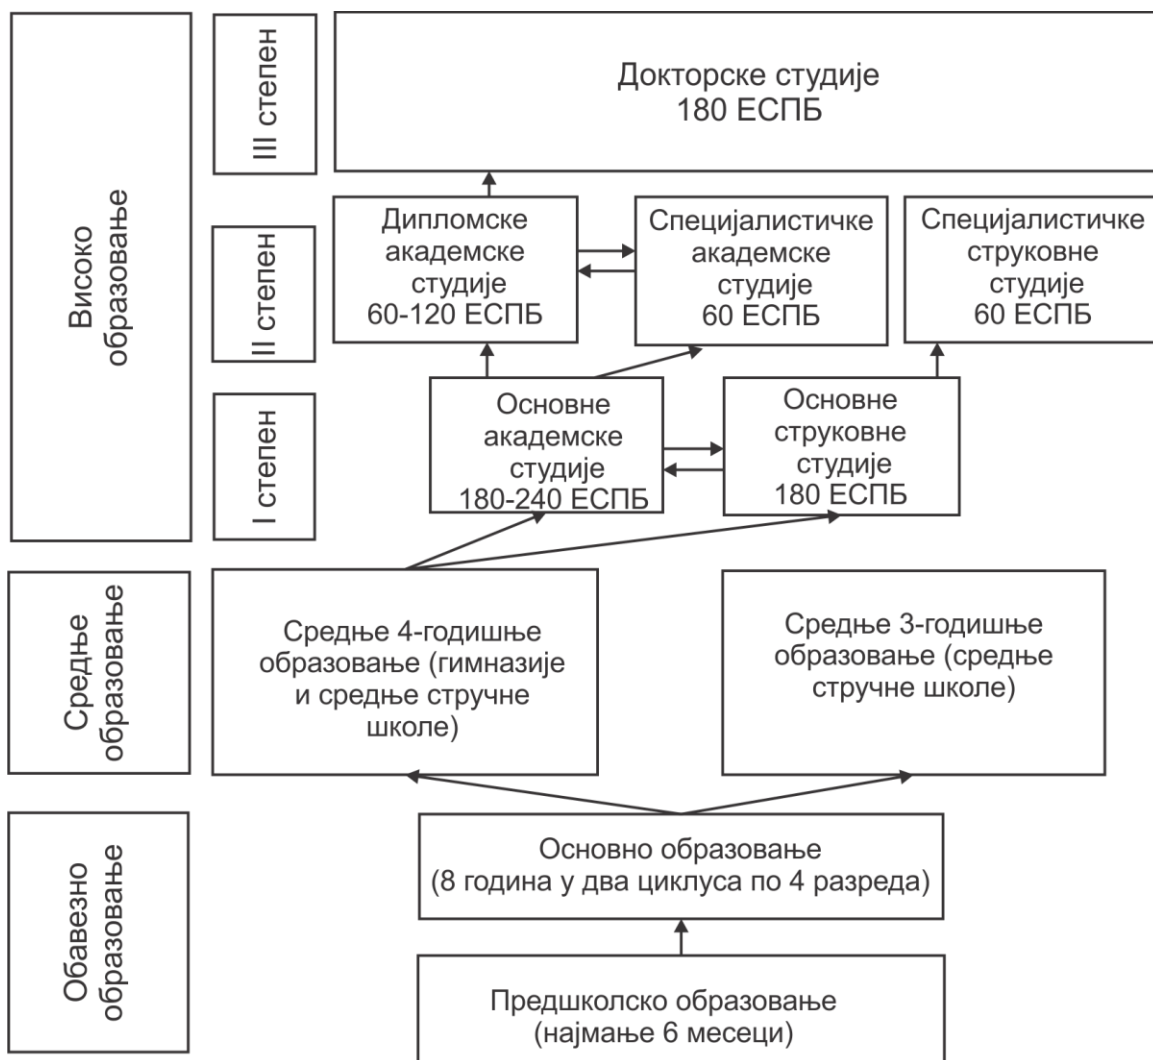 Високо
образовање
III степен
Докторске студије
180 ЕСПБ
II степен
Дипломске
академске
студије
60-120 ЕСПБ
Специјалистичке
академске
студије
60 ЕСПБ
Специјалистичке
струковне
студије
60 ЕСПБ
I степен
Основне
академске
студије
180-240 ЕСПБ
Основне
струковне
студије
180 ЕСПБ
Средње
образовање
Средње 4-годишње
образовање (гимназије
и средње стручне
школе)
Средње 3-годишње
образовање (средње
стручне школе)
Обавезно
образовање
Основно образовање
(8 година у два циклуса по 4 разреда)
Предшколско образовање
(најмање 6 месеци)